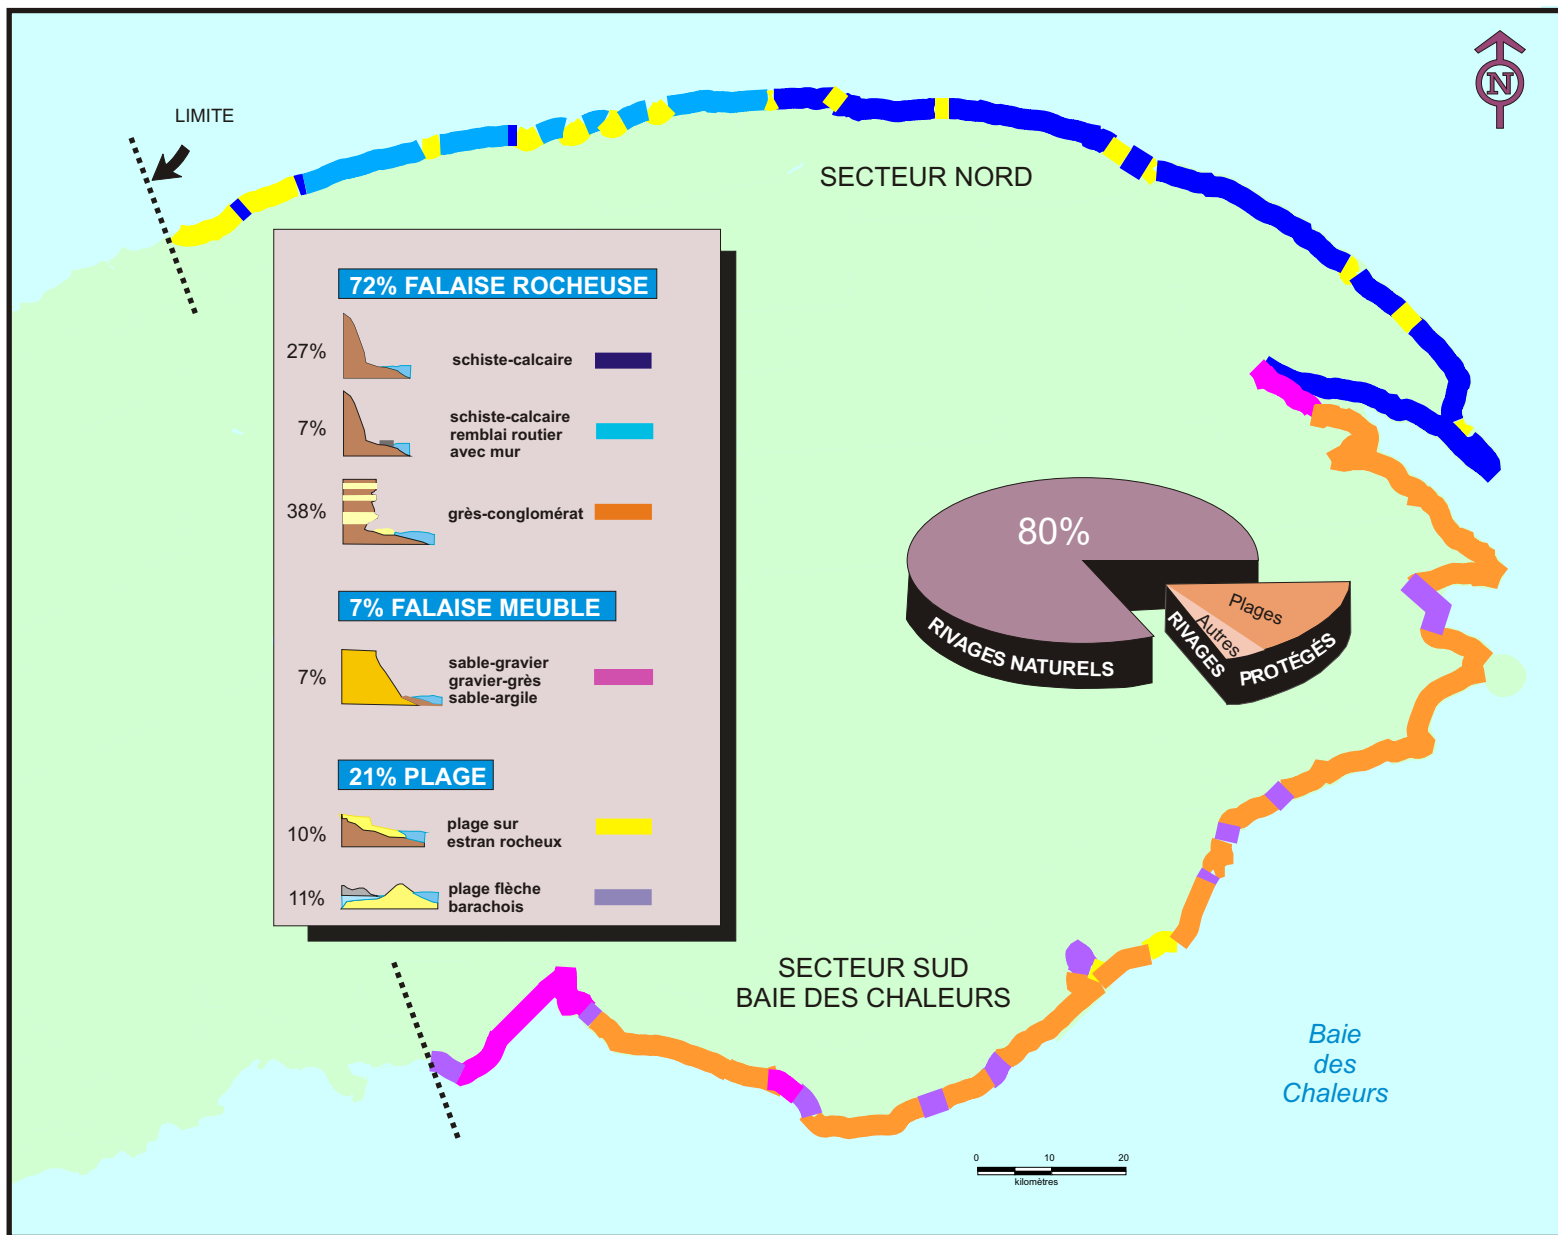 LIMITE
N
SECTEUR NORD
72% FALAISE ROCHEUSE
27%
schiste-calcaire
7%
schiste-calcaire
remblai routier
avec mur
38%
grès-conglomérat
7% FALAISE MEUBLE
7%
sable-gravier
gravier-grès
sable-argile
21% PLAGE
10%
plage sur
estran rocheux
11%
plage flèche
barachois
80%
RIVAGES NATURELS
Plages
Autres
RIVAGES
PROTÉGÉS
SECTEUR SUD
BAIE DES CHALEURS
Baie
des
Chaleurs
0 10 20
kilomètres